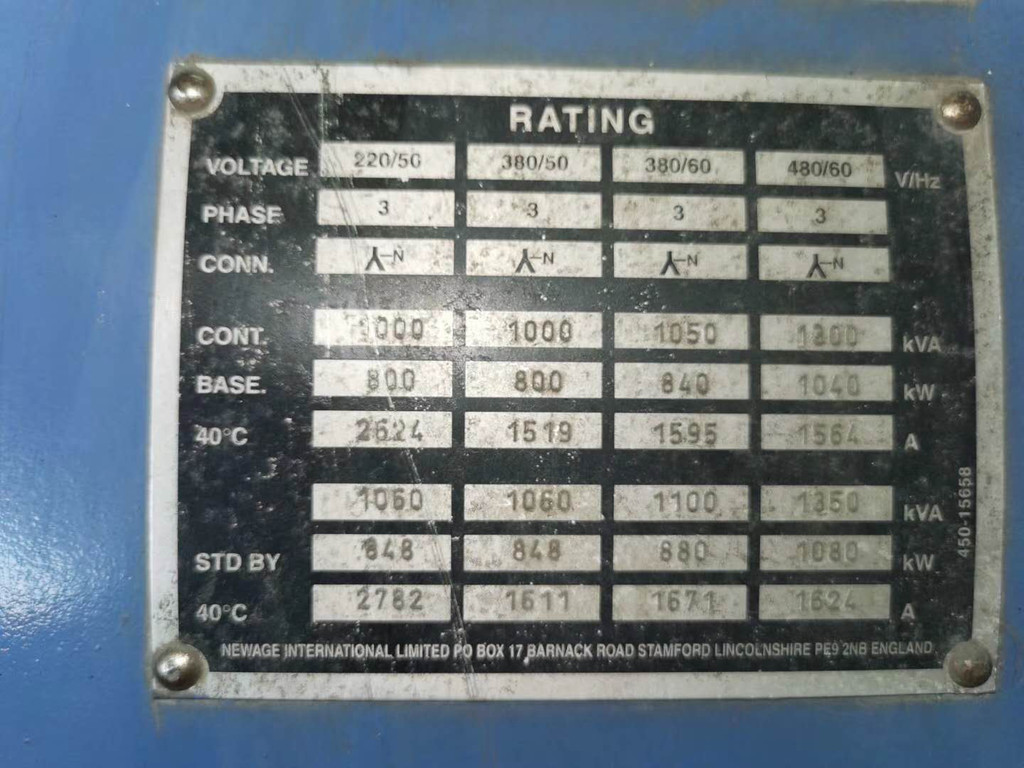 RATING
VOLTAGE 220/50 380/50 380/60 480/60 V/Hz
PHASE 3 3 3 3
CONN. -N -N -N -N
CONT. 1000 1000 1050 1300 kVA
BASE. 800 800 840 1040 kW
40°C 2624 1519 1595 1564 A
1060 1060 1100 1350 kVA
STD BY 848 848 880 1080 kW
40°C 2782 1611 1671 1624 A
NEWAGE INTERNATIONAL LIMITED PO BOX 17 BARNACK ROAD STAMFORD LINCOLNSHIRE PE9 2NB ENGLAND
450-15658